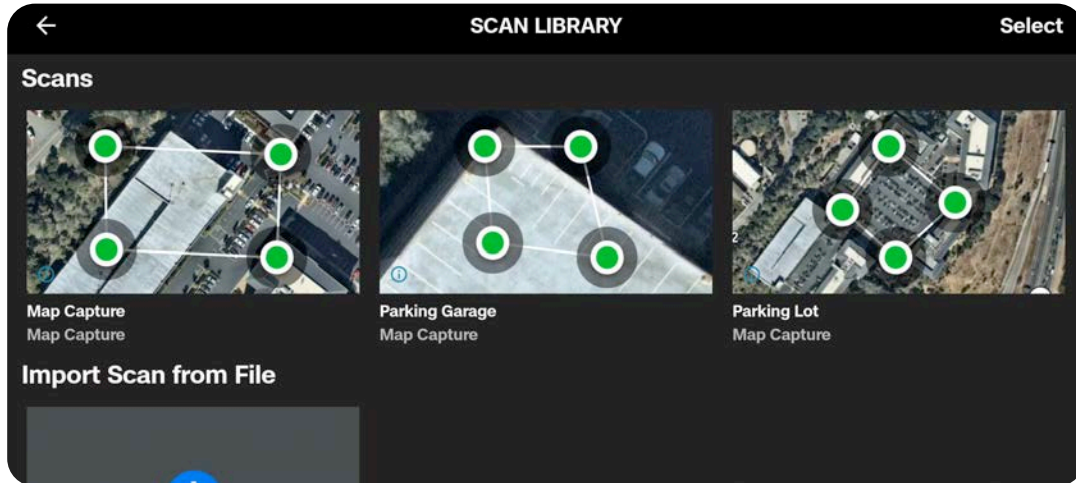 SCAN LIBRARY
Select
Scans
2
Map Capture
Map Capture
Parking Garage
Map Capture
Parking Lot
Map Capture
Import Scan from File